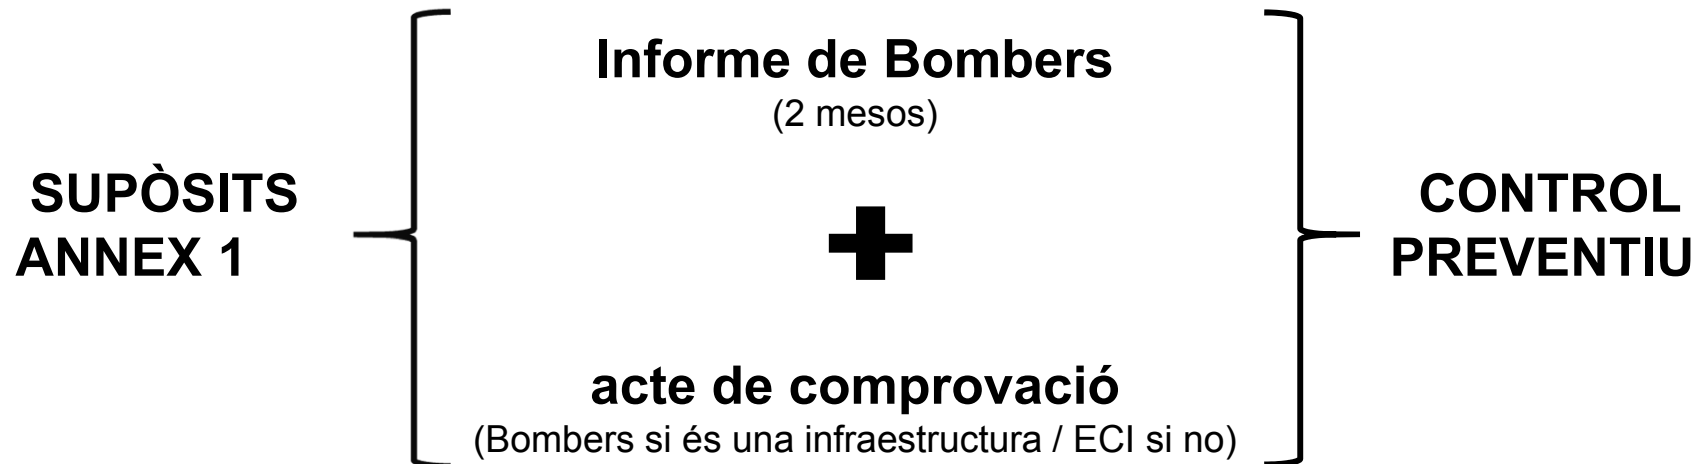 SUPÒSITS
ANNEX 1
Informe de Bombers
(2 mesos)
+
acte de comprovació
(Bombers si és una infraestructura / ECI si no)
CONTROL
PREVENTIU